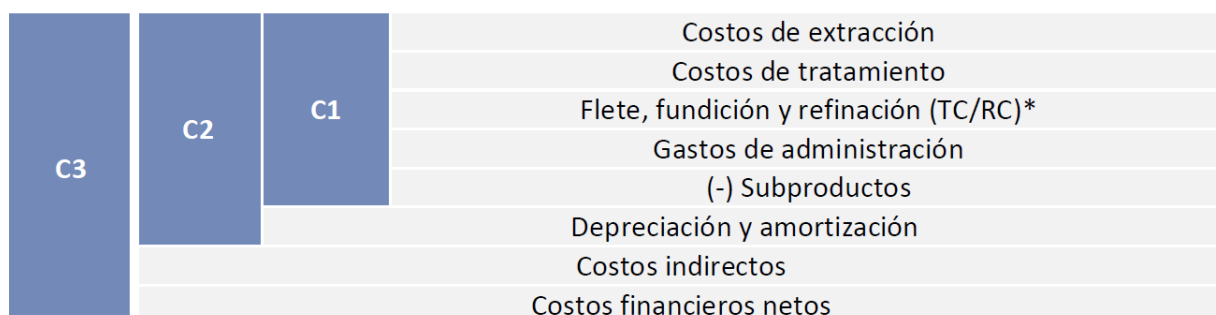 Costos de extracción
Costos de tratamiento
C1
Flete, fundición y refinación (TC/RC)*
C2
Gastos de administración
C3
(-) Subproductos
Depreciación y amortización
Costos indirectos
Costos financieros netos